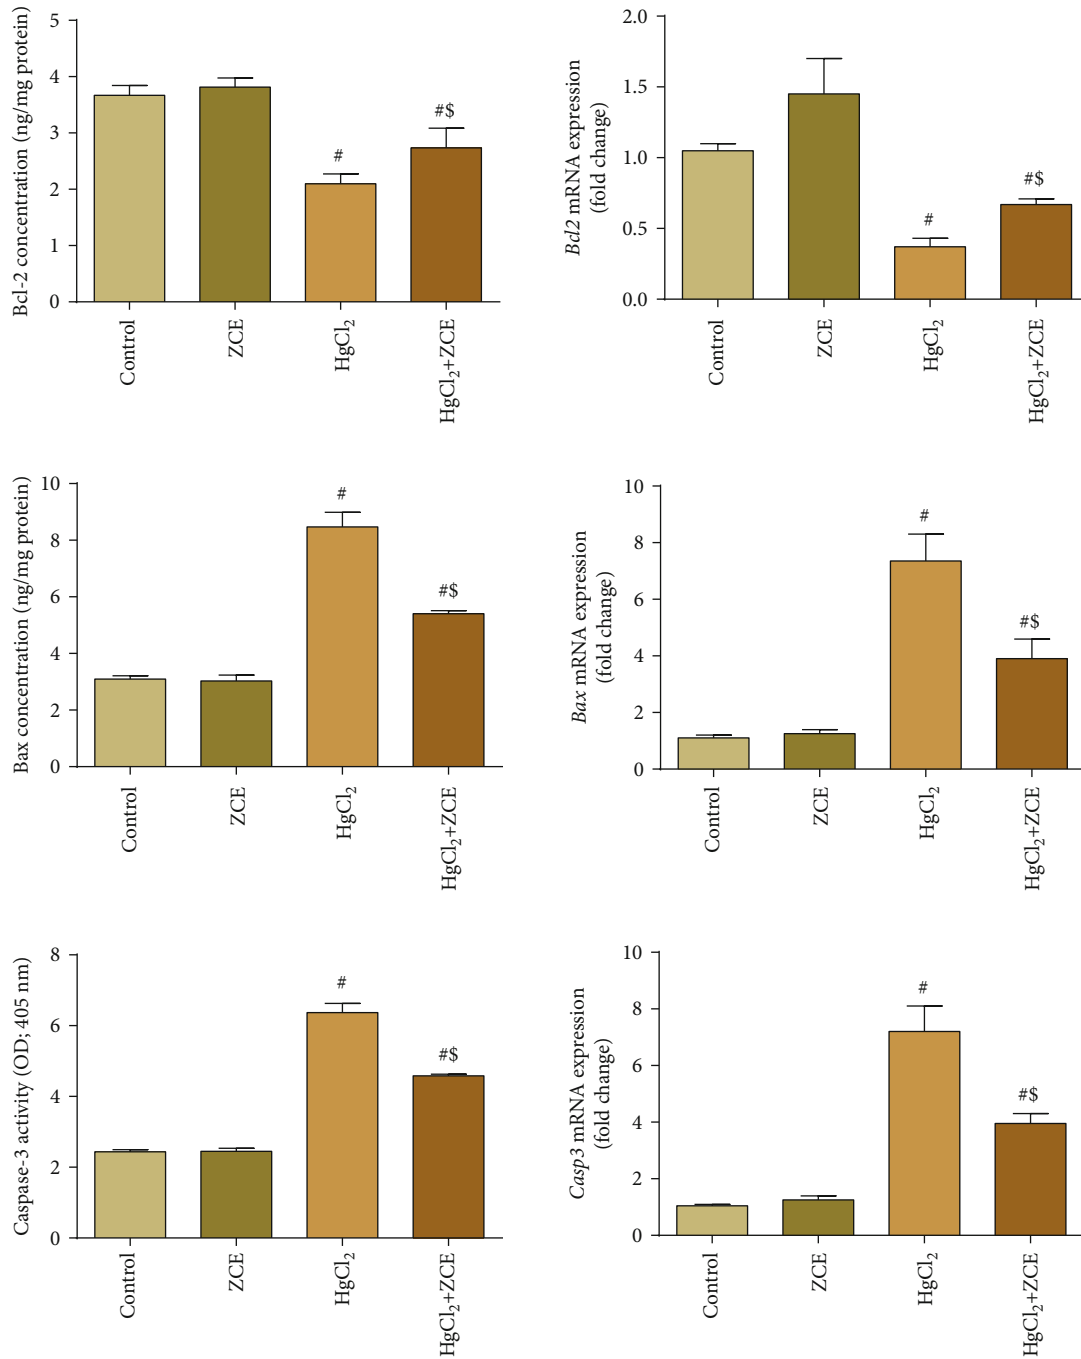 Bcl-2 concentration (ng/mg protein)
5
4
3
2
1
0
#
#$
Control
ZCE
HgCl₂
HgCl₂+ZCE
Bcl2 mRNA expression
(fold change)
2.0
1.5
1.0
0.5
0.0
#
#$
Control
ZCE
HgCl₂
HgCl₂+ZCE
Bax concentration (ng/mg protein)
10
8
6
4
2
0
#
#$
Control
ZCE
HgCl₂
HgCl₂+ZCE
Bax mRNA expression
(fold change)
10
8
6
4
2
0
#
#$
Control
ZCE
HgCl₂
HgCl₂+ZCE
Caspase-3 activity (OD; 405 nm)
8
6
4
2
0
#
#$
Control
ZCE
HgCl₂
HgCl₂+ZCE
Casp3 mRNA expression
(fold change)
10
8
6
4
2
0
#
#$
Control
ZCE
HgCl₂
HgCl₂+ZCE